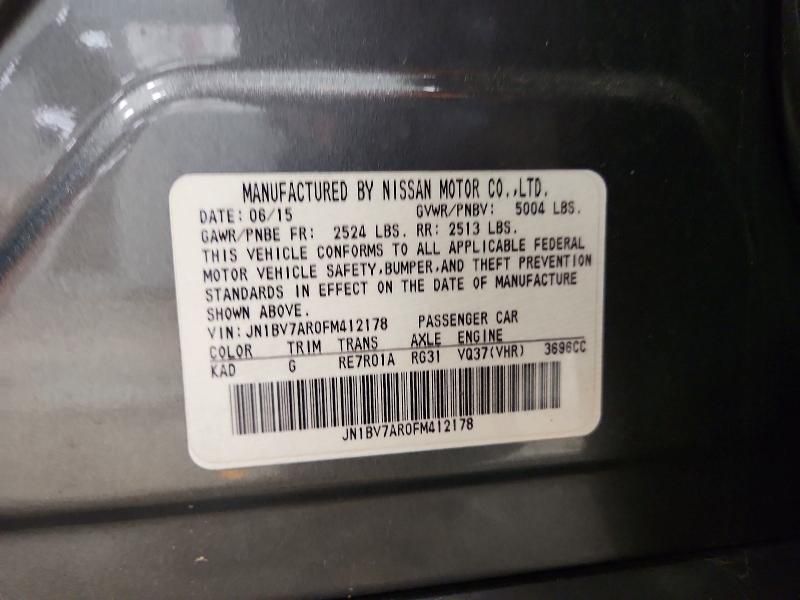 MANUFACTURED BY NISSAN MOTOR CO.,LTD.
DATE: 06/15 GVWR/PNBV: 5004 LBS.
GAWR/PNBE FR: 2524 LBS. RR: 2513 LBS.
THIS VEHICLE CONFORMS TO ALL APPLICABLE FEDERAL
MOTOR VEHICLE SAFETY,BUMPER,AND THEFT PREVENTION
STANDARDS IN EFFECT ON THE DATE OF MANUFACTURE
SHOWN ABOVE.
VIN: JN1BV7AR0FM412178 PASSENGER CAR
COLOR TRIM TRANS AXLE ENGINE
KAD G RE7R01A RG31 VQ37(VHR) 3696CC
JN1BV7AR0FM412178